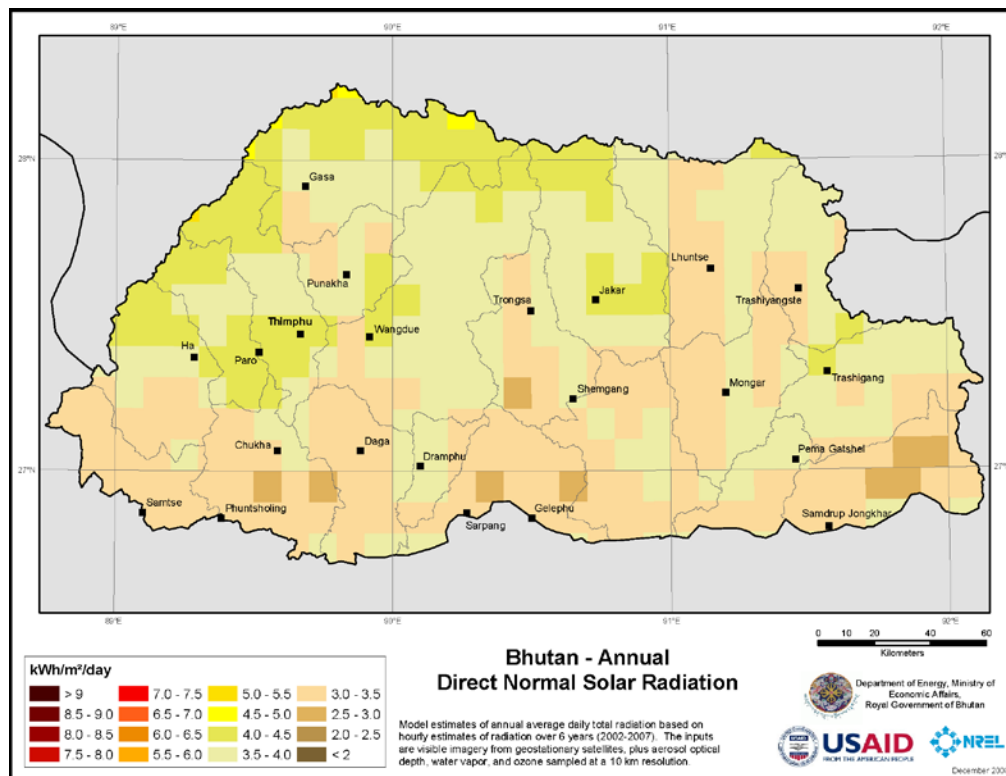 89°E 90°E 91°E 92°E
28°N 28°N
Gasa
Lhuntse
Punakha
Jakar
Trashiyangste
Trongsa
Thimphu
Wangdue
Ha
Paro
Trashigang
Shemgang
Mongar
Chukha
Daga
Dramphu
Pema Gatshel
27°N 27°N
Samtse
Phuntsholing
Sarpang
Gelephu
Samdrup Jongkhar
89°E 90°E 91°E 92°E
0 10 20 40 60
Kilometers
kWh/m²/day
> 9 7.0 - 7.5 5.0 - 5.5 3.0 - 3.5
8.5 - 9.0 6.5 - 7.0 4.5 - 5.0 2.5 - 3.0
8.0 - 8.5 6.0 - 6.5 4.0 - 4.5 2.0 - 2.5
7.5 - 8.0 5.5 - 6.0 3.5 - 4.0 < 2
Bhutan - Annual
Direct Normal Solar Radiation
Model estimates of annual average daily total radiation based on
hourly estimates of radiation over 6 years (2002-2007). The inputs
are visible imagery from geostationary satellites, plus aerosol optical
depth, water vapor, and ozone sampled at a 10 km resolution.
Department of Energy, Ministry of
Economic Affairs,
Royal Government of Bhutan
USAID
FROM THE AMERICAN PEOPLE
NREL
December